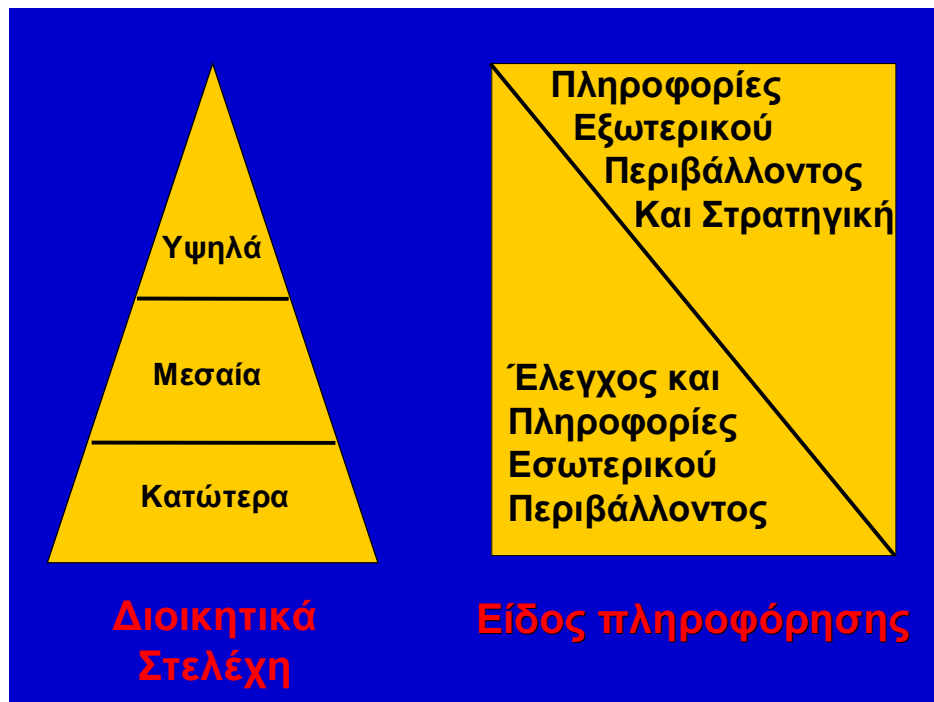 Υψηλά
Μεσαία
Κατώτερα
Διοικητικά
Στελέχη
Πληροφορίες
Εξωτερικού
Περιβάλλοντος
Και Στρατηγική
Έλεγχος και
Πληροφορίες
Εσωτερικού
Περιβάλλοντος
Είδος πληροφόρησης